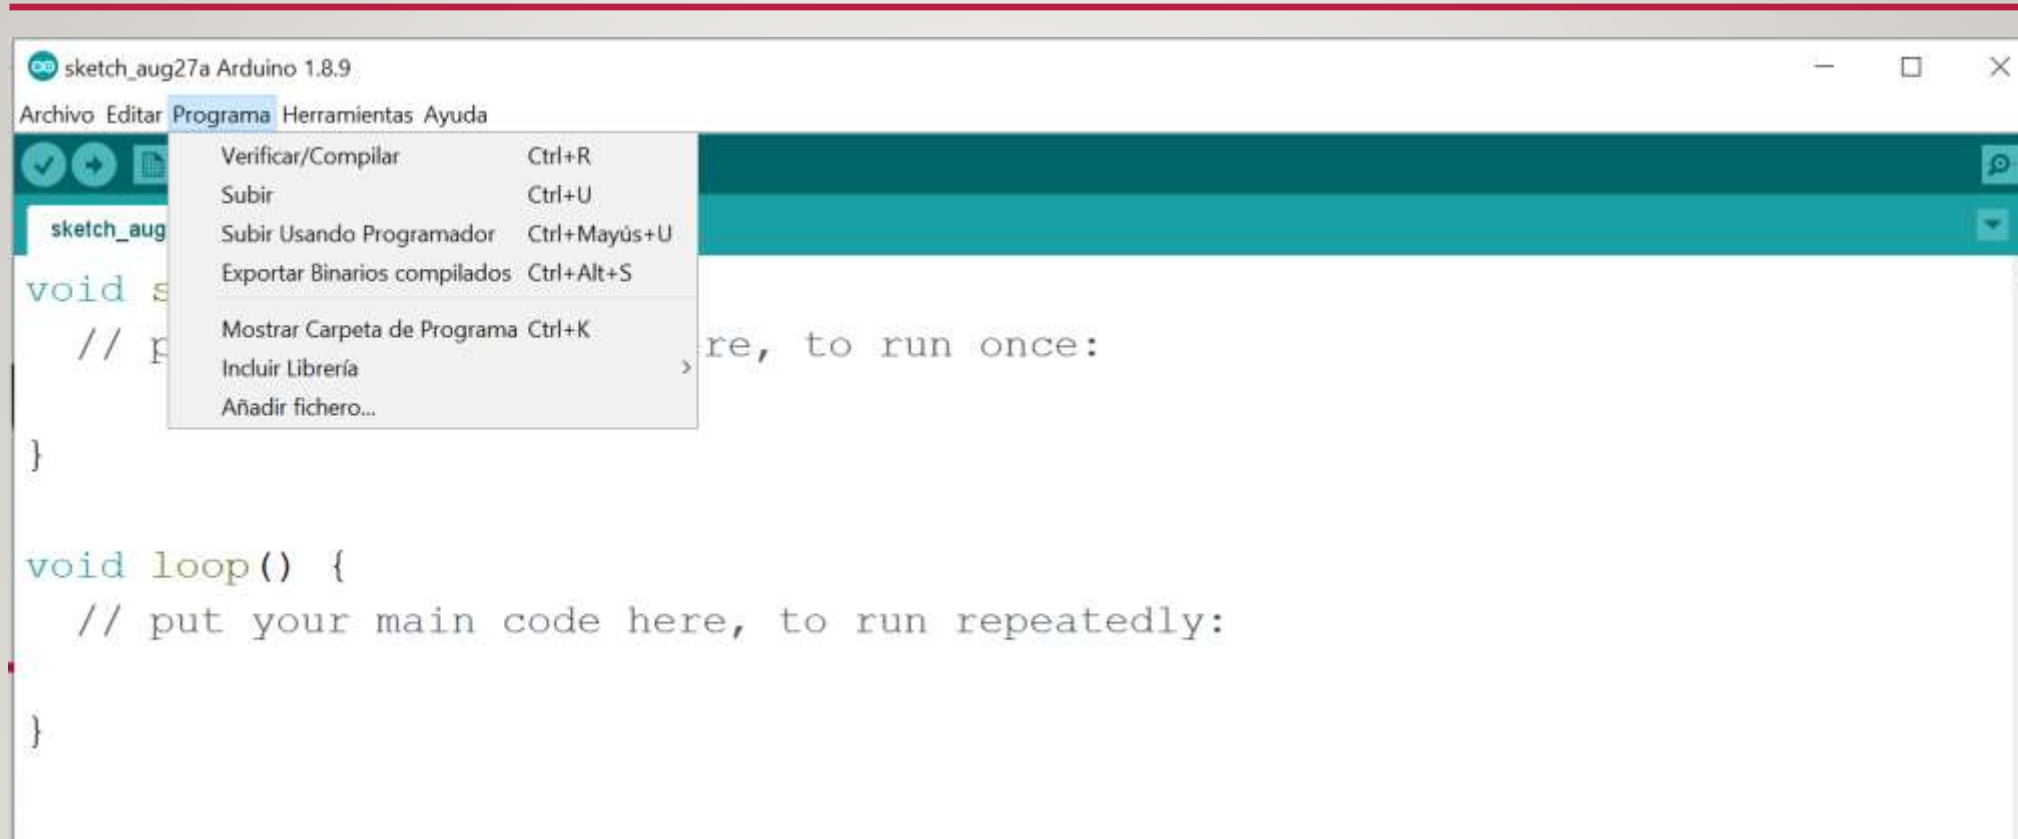 sketch_aug27a Arduino 1.8.9
Archivo Editar Programa Herramientas Ayuda
Verificar/Compilar Ctrl+R
Subir Ctrl+U
sketch_aug
Subir Usando Programador Ctrl+Mayús+U
Exportar Binarios compilados Ctrl+Alt+S
void s
Mostrar Carpeta de Programa Ctrl+K
// p re, to run once:
Incluir Librería
Añadir fichero...
}
void loop() {
// put your main code here, to run repeatedly:
}